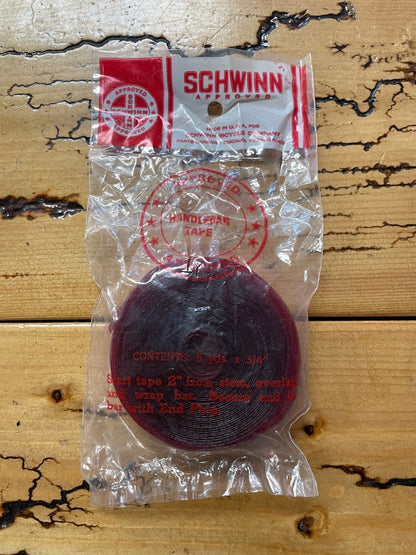 APPROVED
SCHWINN
APPROVED
SCHWINN
APPROVED
MADE IN U.S.A. FOR
SCHWINN BICYCLE COMPANY
APPROVED
HANDLEBAR
TAPE
CONTENTS: 5 yds. x 3/4"
Start tape 2" from stem, overlap
and wrap bar. Secure end
bar with End Plug.